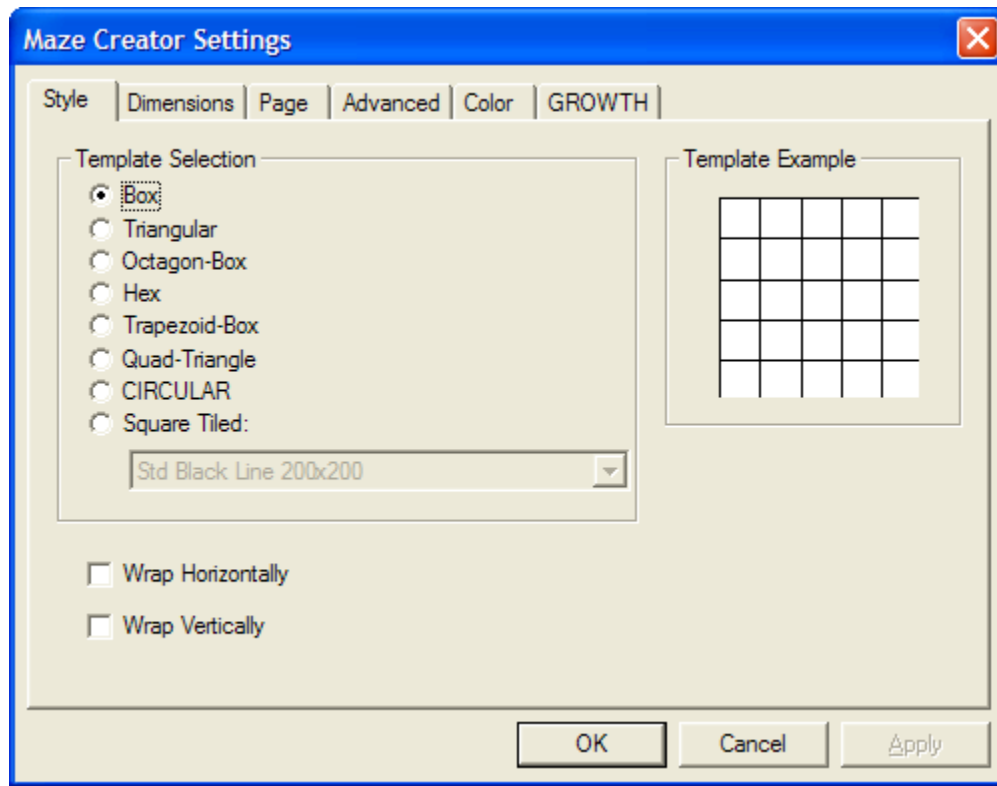 Maze Creator Settings
Style Dimensions Page Advanced Color GROWTH
Template Selection
Box
Triangular
Octagon-Box
Hex
Trapezoid-Box
Quad-Triangle
CIRCULAR
Square Tiled:
Std Black Line 200x200
Template Example
Wrap Horizontally
Wrap Vertically
OK Cancel Apply